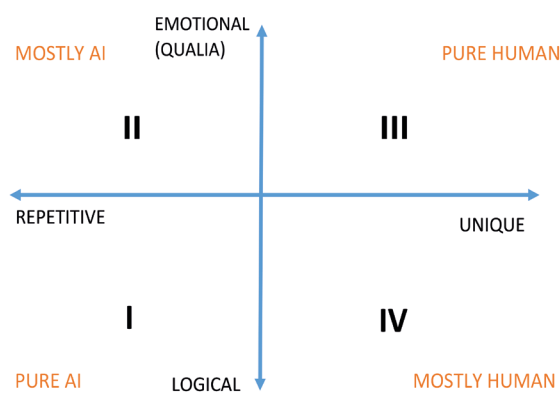 EMOTIONAL
(QUALIA)
MOSTLY AI
PURE HUMAN
II
III
REPETITIVE
UNIQUE
I
IV
PURE AI
LOGICAL
MOSTLY HUMAN